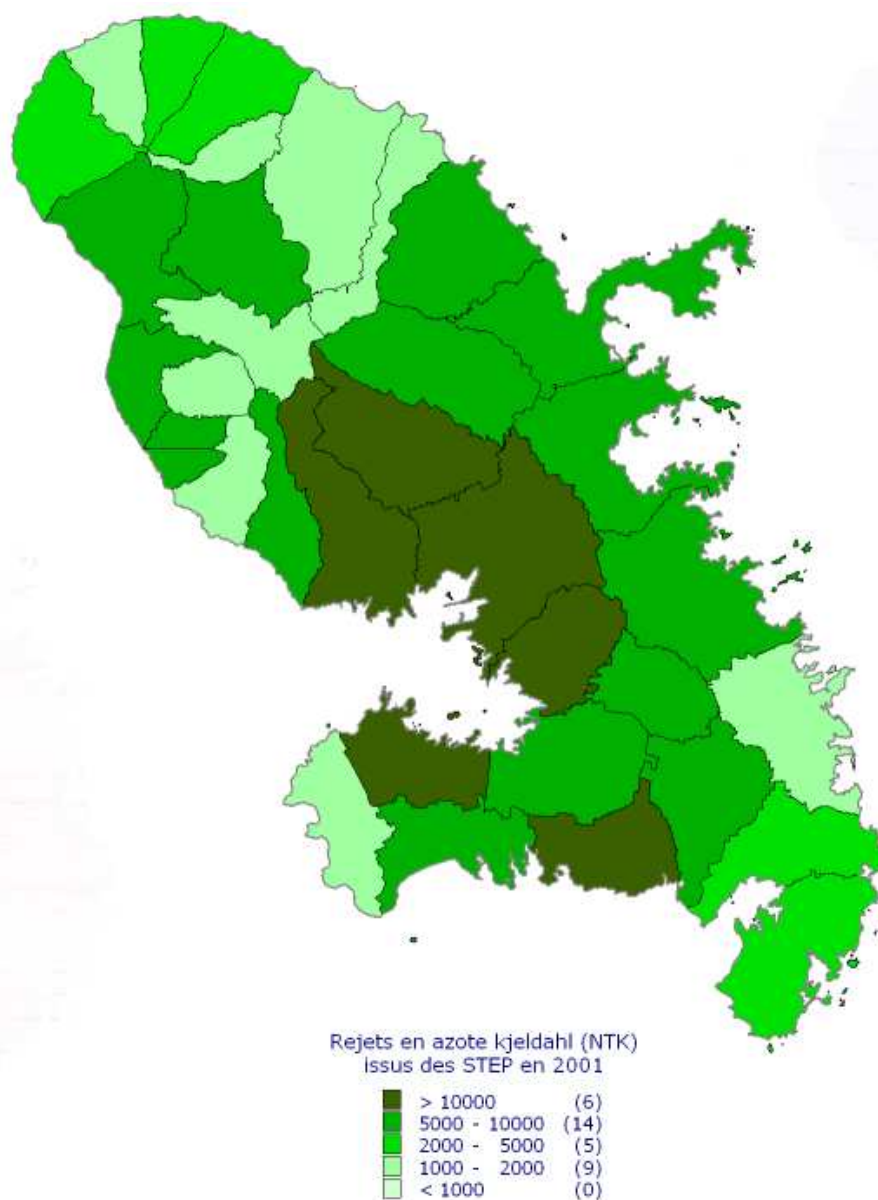 Rejets en azote kjeldahl (NTK)
issus des STEP en 2001
> 10000 (6)
5000 - 10000 (14)
2000 - 5000 (5)
1000 - 2000 (9)
< 1000 (0)